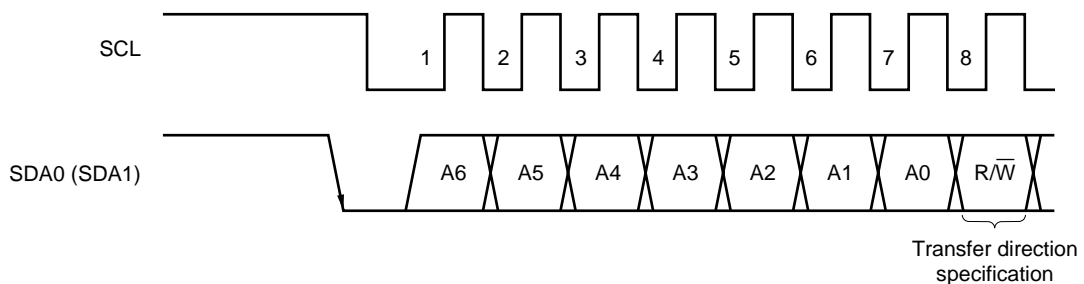 SCL
1 2 3 4 5 6 7 8
SDA0 (SDA1)
A6 A5 A4 A3 A2 A1 A0 R/W̅
Transfer direction
specification